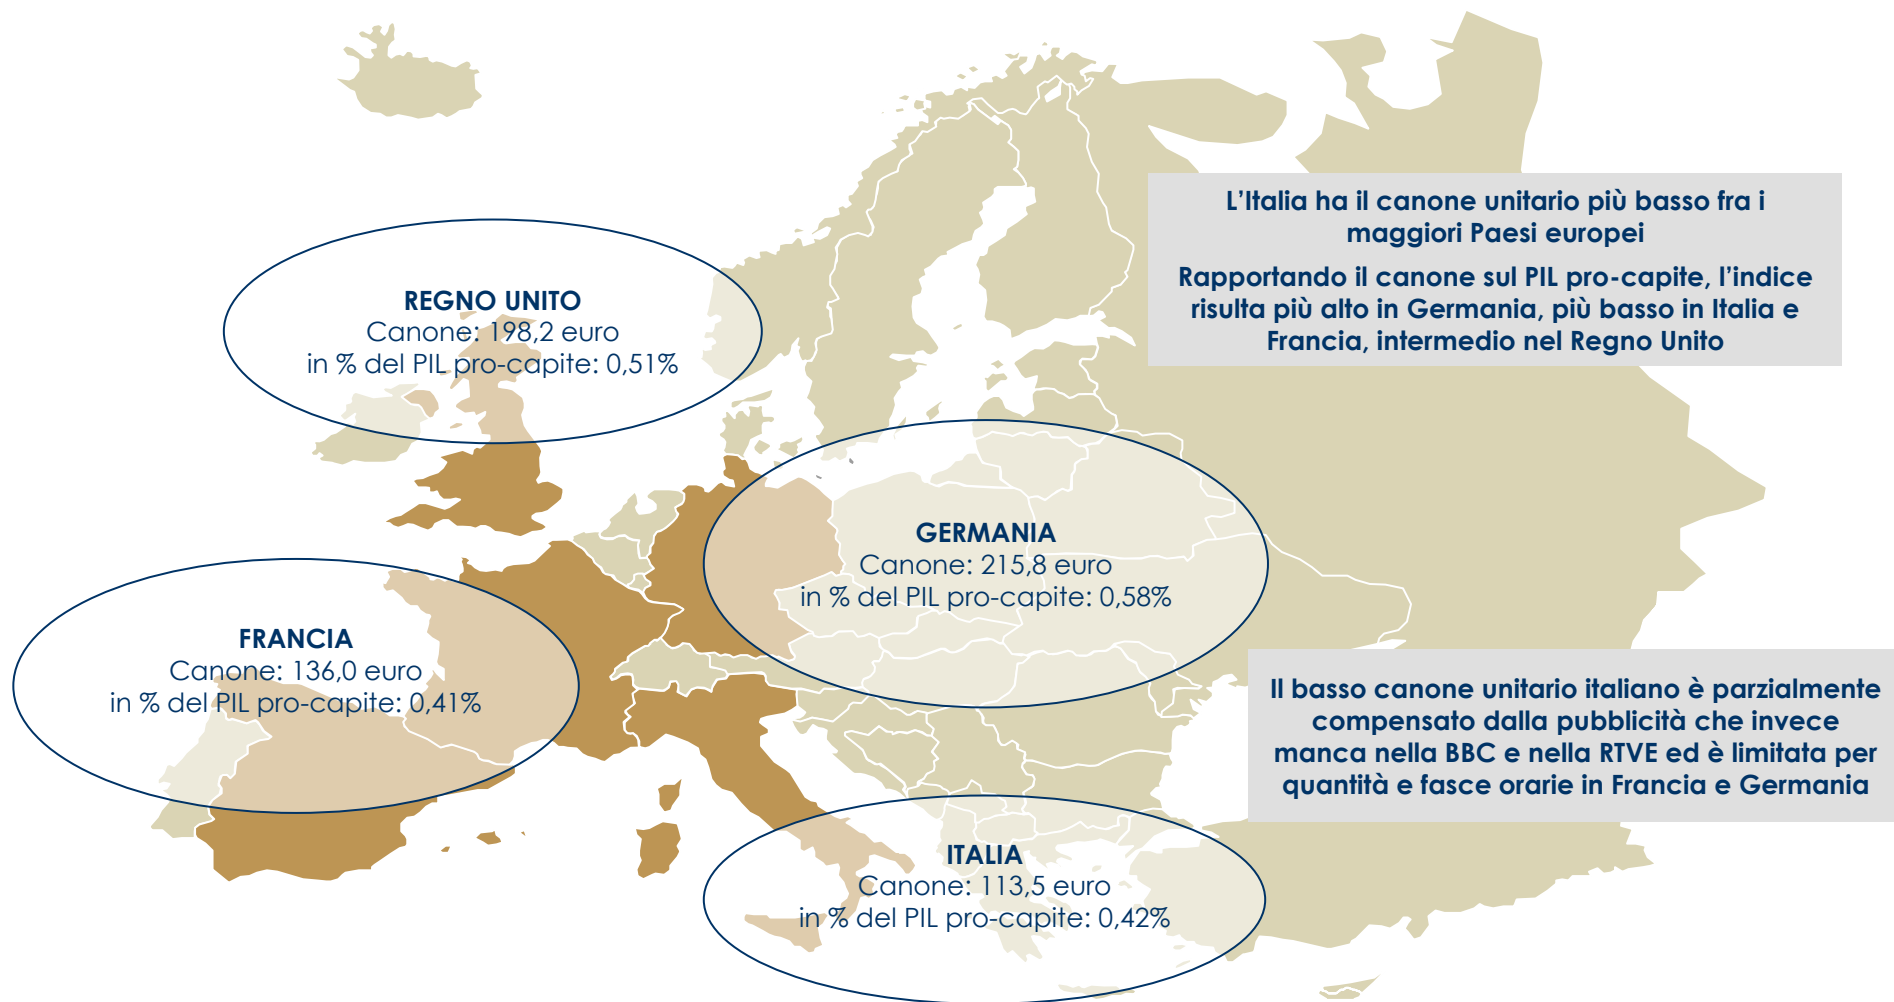 L’Italia ha il canone unitario più basso fra i
maggiori Paesi europei
Rapportando il canone sul PIL pro-capite, l’indice
risulta più alto in Germania, più basso in Italia e
Francia, intermedio nel Regno Unito
REGNO UNITO
Canone: 198,2 euro
in % del PIL pro-capite: 0,51%
GERMANIA
Canone: 215,8 euro
in % del PIL pro-capite: 0,58%
FRANCIA
Canone: 136,0 euro
in % del PIL pro-capite: 0,41%
Il basso canone unitario italiano è parzialmente
compensato dalla pubblicità che invece
manca nella BBC e nella RTVE ed è limitata per
quantità e fasce orarie in Francia e Germania
ITALIA
Canone: 113,5 euro
in % del PIL pro-capite: 0,42%